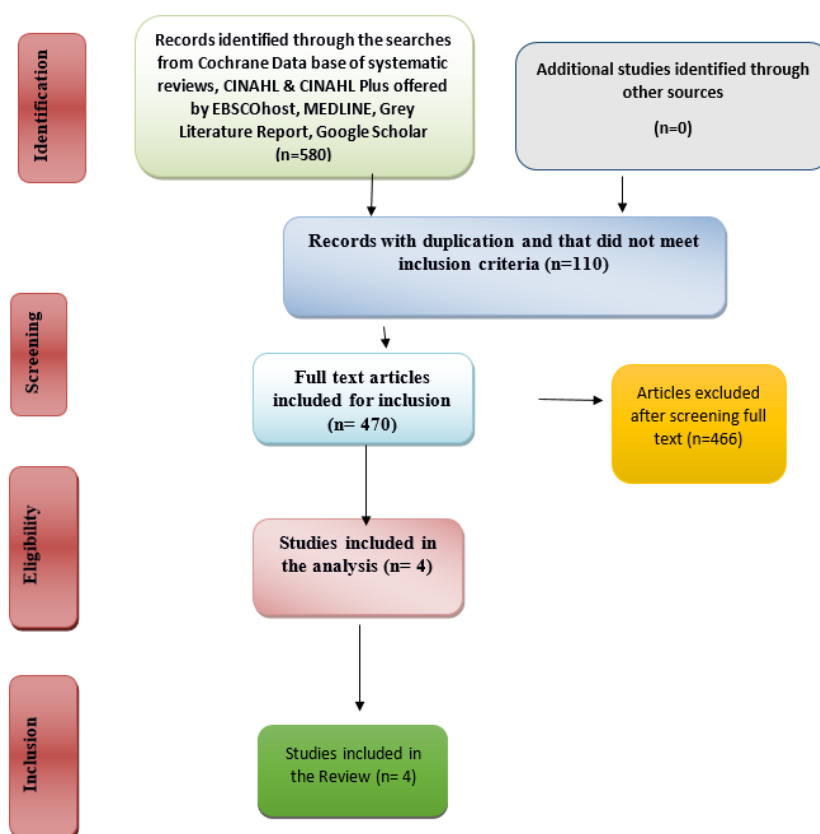 Identification
Records identified through the searches
from Cochrane Data base of systematic
reviews, CINAHL & CINAHL Plus offered
by EBSCOhost, MEDLINE, Grey
Literature Report, Google Scholar
(n=580)
Additional studies identified through
other sources
(n=0)
Records with duplication and that did not meet
inclusion criteria (n=110)
Screening
Full text articles
included for inclusion
(n= 470)
Articles excluded
after screening full
text (n=466)
Eligibility
Studies included in
the analysis (n= 4)
Inclusion
Studies included in
the Review (n= 4)